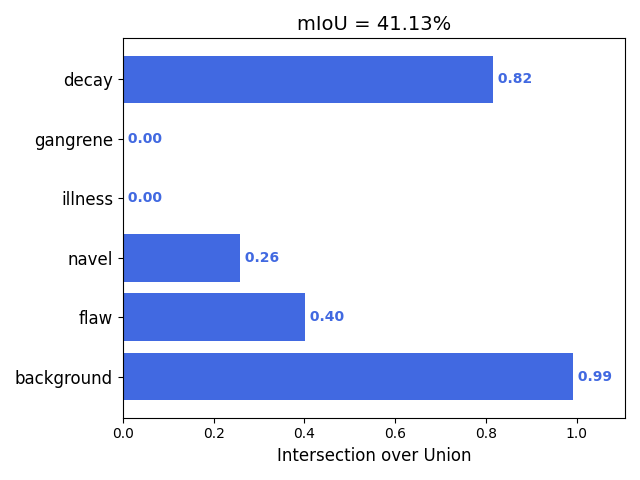 mIoU = 41.13%
decay 0.82
gangrene 0.00
illness 0.00
navel 0.26
flaw 0.40
background 0.99
0.0 0.2 0.4 0.6 0.8 1.0
Intersection over Union